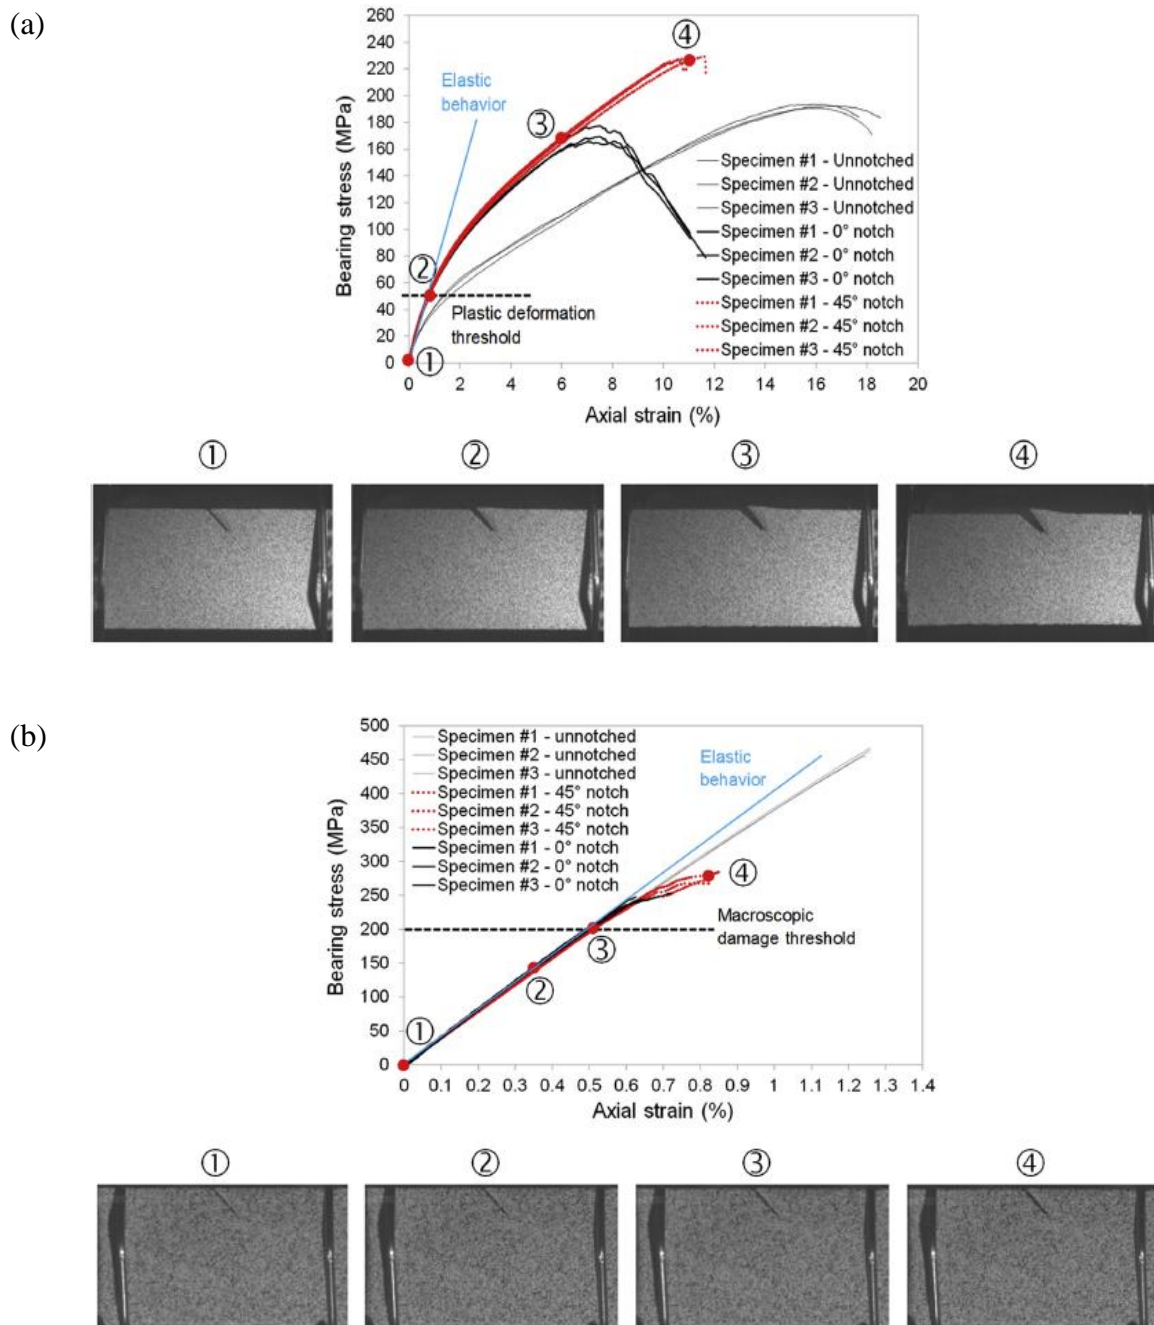 (a)
260
240
220
200
180
160
140
120
100
80
60
40
20
0
Bearing stress (MPa)
Elastic
behavior
④
③
②
①
Plastic deformation
threshold
Specimen #1 - Unnotched
Specimen #2 - Unnotched
Specimen #3 - Unnotched
Specimen #1 - 0° notch
Specimen #2 - 0° notch
Specimen #3 - 0° notch
Specimen #1 - 45° notch
Specimen #2 - 45° notch
Specimen #3 - 45° notch
0 2 4 6 8 10 12 14 16 18 20
Axial strain (%)
① ② ③ ④
(b)
500
450
400
350
300
250
200
150
100
50
0
Bearing stress (MPa)
Specimen #1 - unnotched
Specimen #2 - unnotched
Specimen #3 - unnotched
Specimen #1 - 45° notch
Specimen #2 - 45° notch
Specimen #3 - 45° notch
Specimen #1 - 0° notch
Specimen #2 - 0° notch
Specimen #3 - 0° notch
Elastic
behavior
④
Macroscopic
damage threshold
③
②
①
0 0.1 0.2 0.3 0.4 0.5 0.6 0.7 0.8 0.9 1 1.1 1.2 1.3 1.4
Axial strain (%)
① ② ③ ④